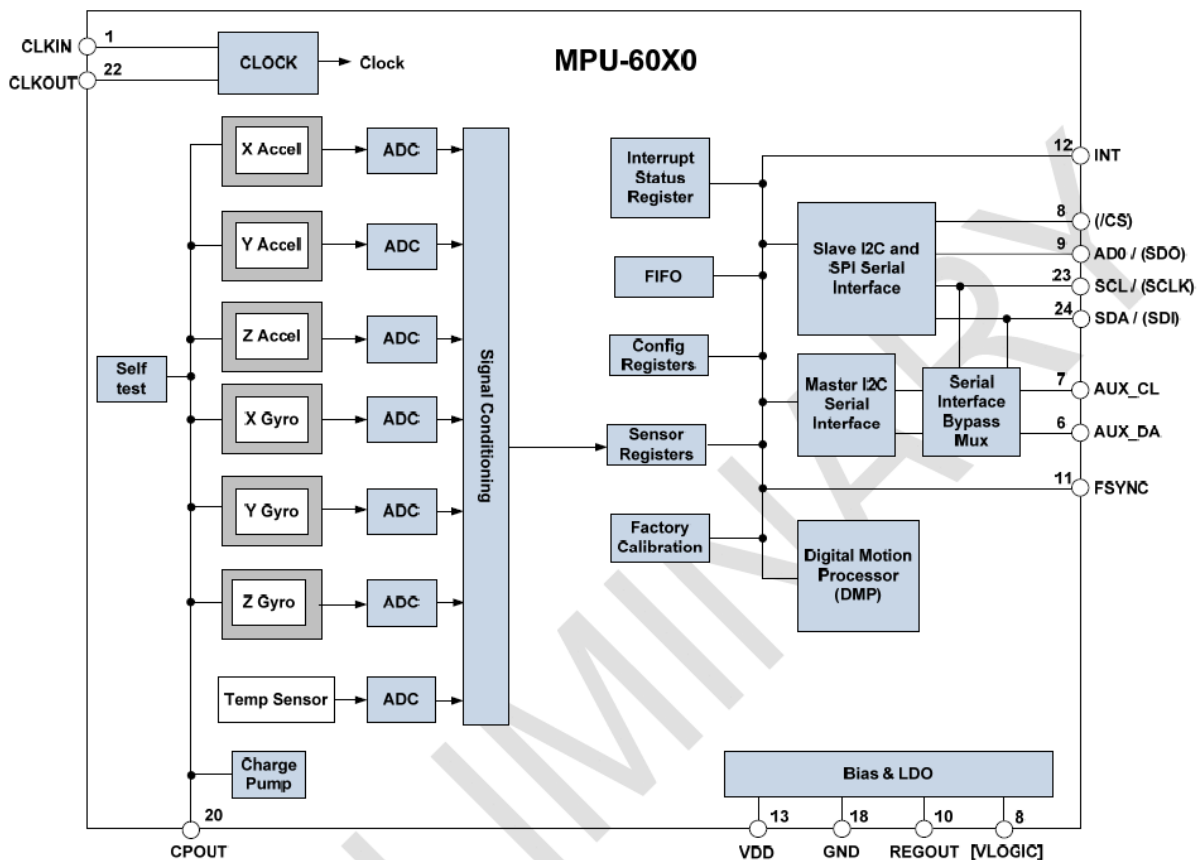 MPU-60X0
CLKIN
1
CLKOUT
22
CLOCK
Clock
X Accel
ADC
Y Accel
ADC
Z Accel
ADC
Self
test
X Gyro
ADC
Y Gyro
ADC
Z Gyro
ADC
Temp Sensor
ADC
Charge
Pump
20
CPOUT
Signal Conditioning
Interrupt
Status
Register
FIFO
Config
Registers
Sensor
Registers
Factory
Calibration
Slave I2C and
SPI Serial
Interface
Master I2C
Serial
Interface
Serial
Interface
Bypass
Mux
Digital Motion
Processor
(DMP)
12
INT
8
(/CS)
9
AD0 / (SDO)
23
SCL / (SCLK)
24
SDA / (SDI)
7
AUX_CL
6
AUX_DA
11
FSYNC
Bias & LDO
13
VDD
18
GND
10
REGOUT
8
[VLOGIC]
LIMINARY